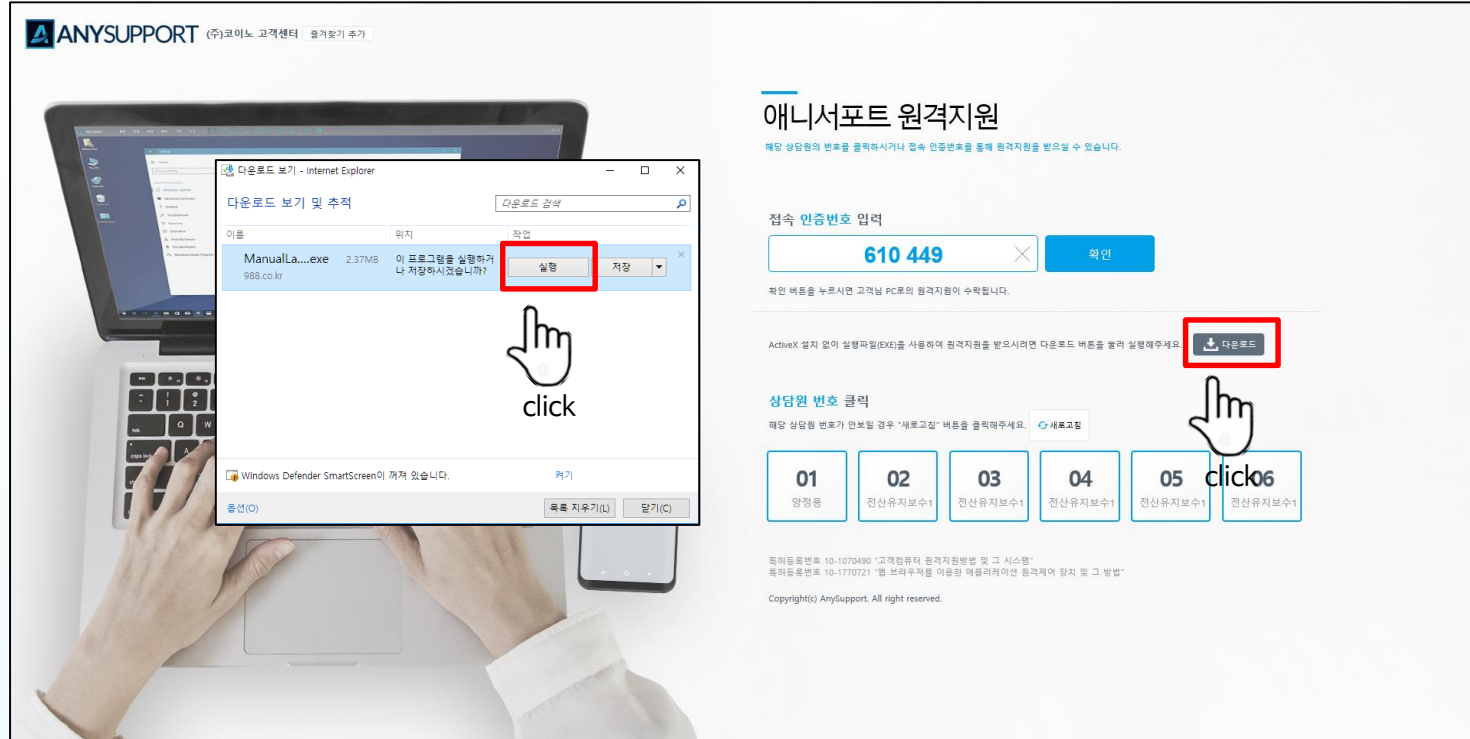 ANYSUPPORT (주)코이노 고객센터 즐겨찾기 추가
다운로드 보기 - Internet Explorer
다운로드 보기 및 추적
다운로드 검색
이름 위치 작업
ManualLa....exe 2.37MB 이 프로그램을 실행하거
나 저장하시겠습니까?
988.co.kr
실행 저장
click
Windows Defender SmartScreen이 꺼져 있습니다. 켜기
옵션(O) 목록 지우기(L) 닫기(C)
애니서포트 원격지원
해당 상담원의 번호를 클릭하시거나 접속 인증번호를 통해 원격지원을 받으실 수 있습니다.
접속 인증번호 입력
610 449 확인
확인 버튼을 누르시면 고객님 PC로의 원격지원이 수락됩니다.
ActiveX 설치 없이 실행파일(EXE)을 사용하여 원격지원을 받으시려면 다운로드 버튼을 눌러 실행해주세요. 다운로드
click
상담원 번호 클릭
해당 상담원 번호가 안보일 경우 "새로고침" 버튼을 클릭해주세요. 새로고침
01 02 03 04 05 06
양정용 전산유지보수1 전산유지보수1 전산유지보수1 전산유지보수1 전산유지보수1
특허등록번호 10-1070490 "고객컴퓨터 원격지원방법 및 그 시스템"
특허등록번호 10-1770721 "웹 브라우저를 이용한 애플리케이션 원격제어 장치 및 그 방법"
Copyright(c) AnySupport. All right reserved.